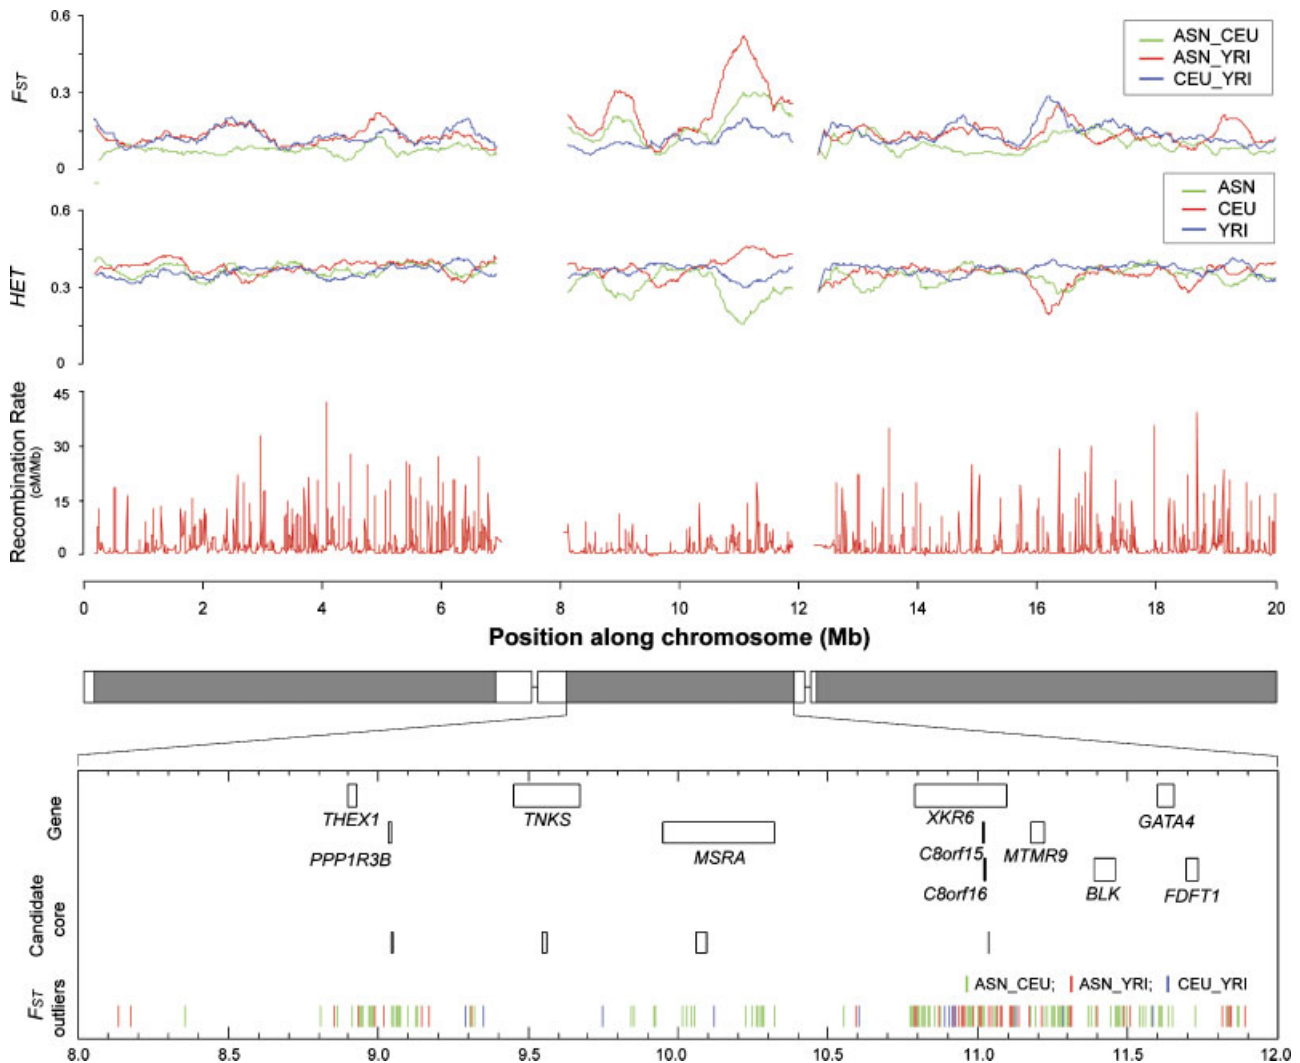 0.6
0.3
0
FST
ASN_CEU
ASN_YRI
CEU_YRI
0.6
0.3
0
HET
ASN
CEU
YRI
45
30
15
0
Recombination Rate
(cM/Mb)
0 2 4 6 8 10 12 14 16 18 20
Position along chromosome (Mb)
Gene
THEX1 TNKS XKR6 GATA4
PPP1R3B MSRA C8orf15 MTMR9
C8orf16 BLK FDFT1
Candidate
core
FST
outliers
ASN_CEU; ASN_YRI; CEU_YRI
8.0 8.5 9.0 9.5 10.0 10.5 11.0 11.5 12.0